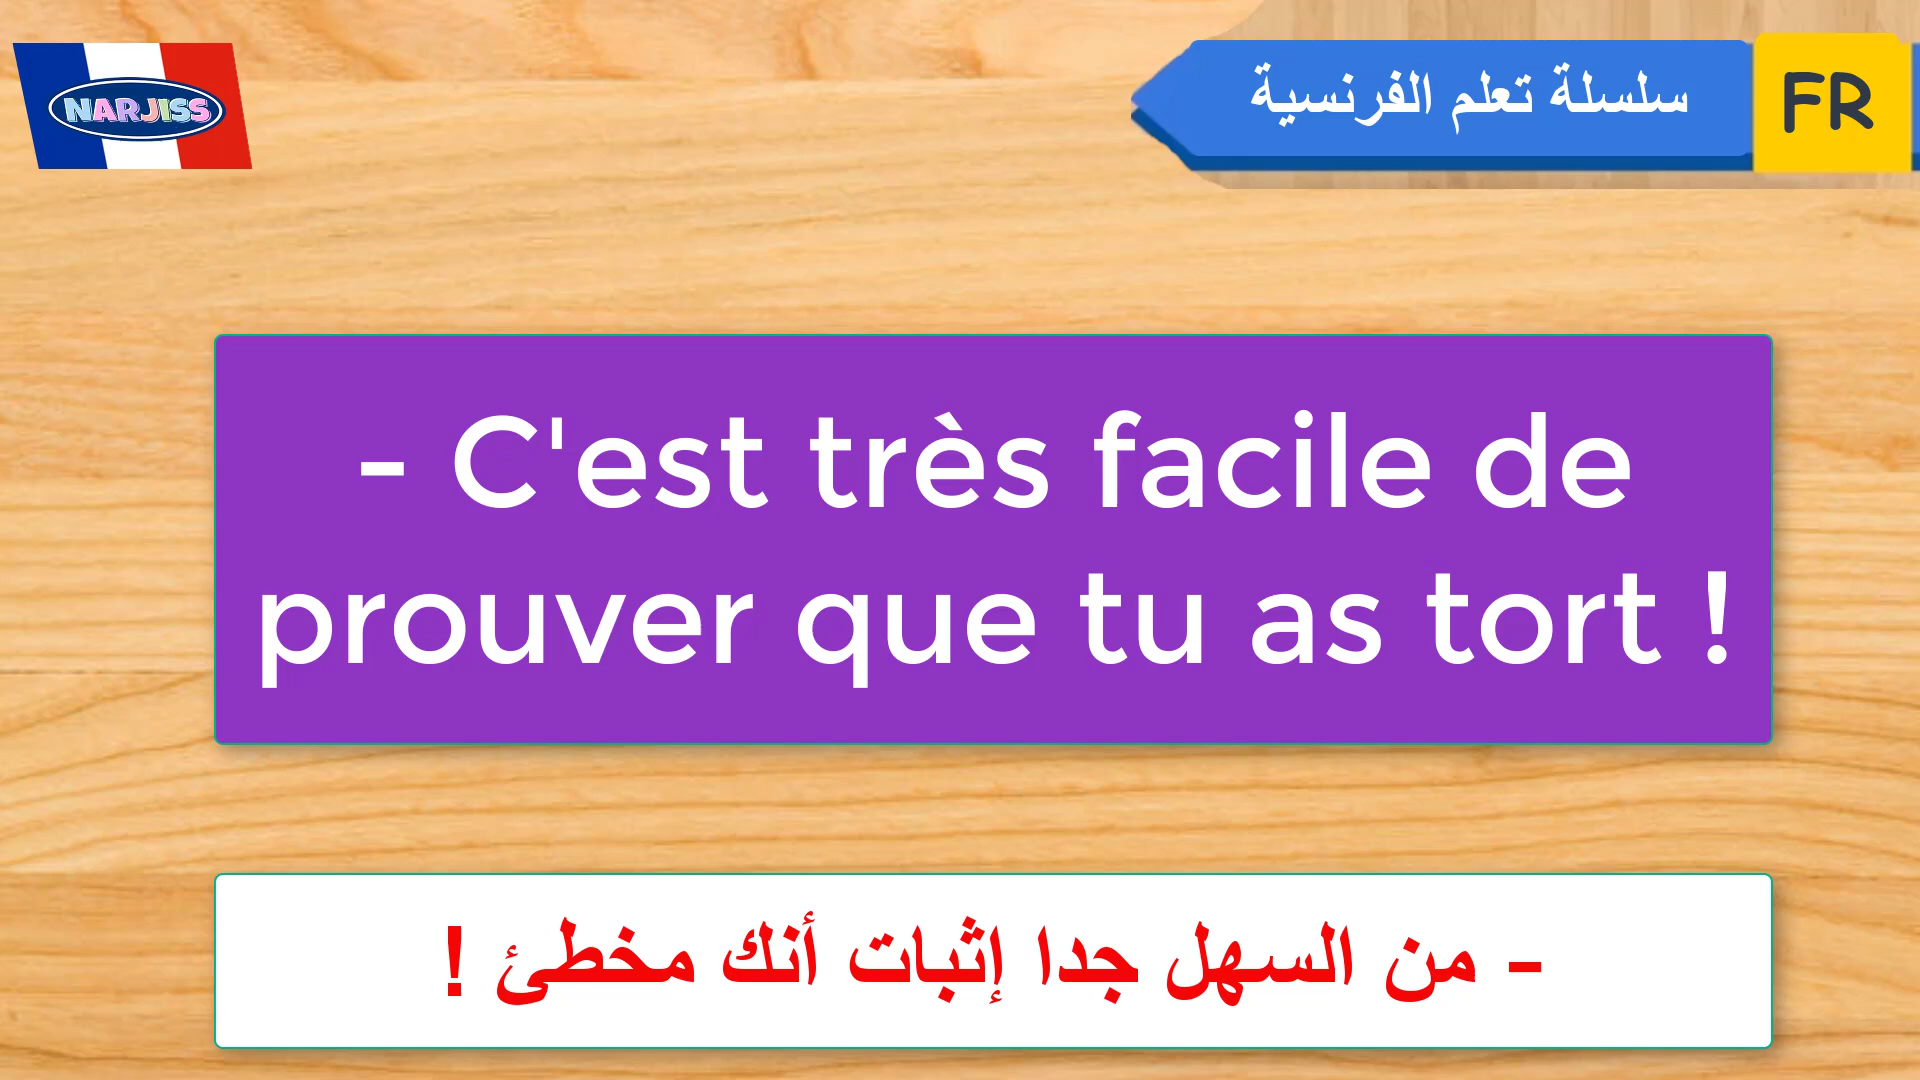 NARJISS
سلسلة تعلم الفرنسية
FR
- C'est très facile de
prouver que tu as tort !
- من السهل جدا إثبات أنك مخطئ !